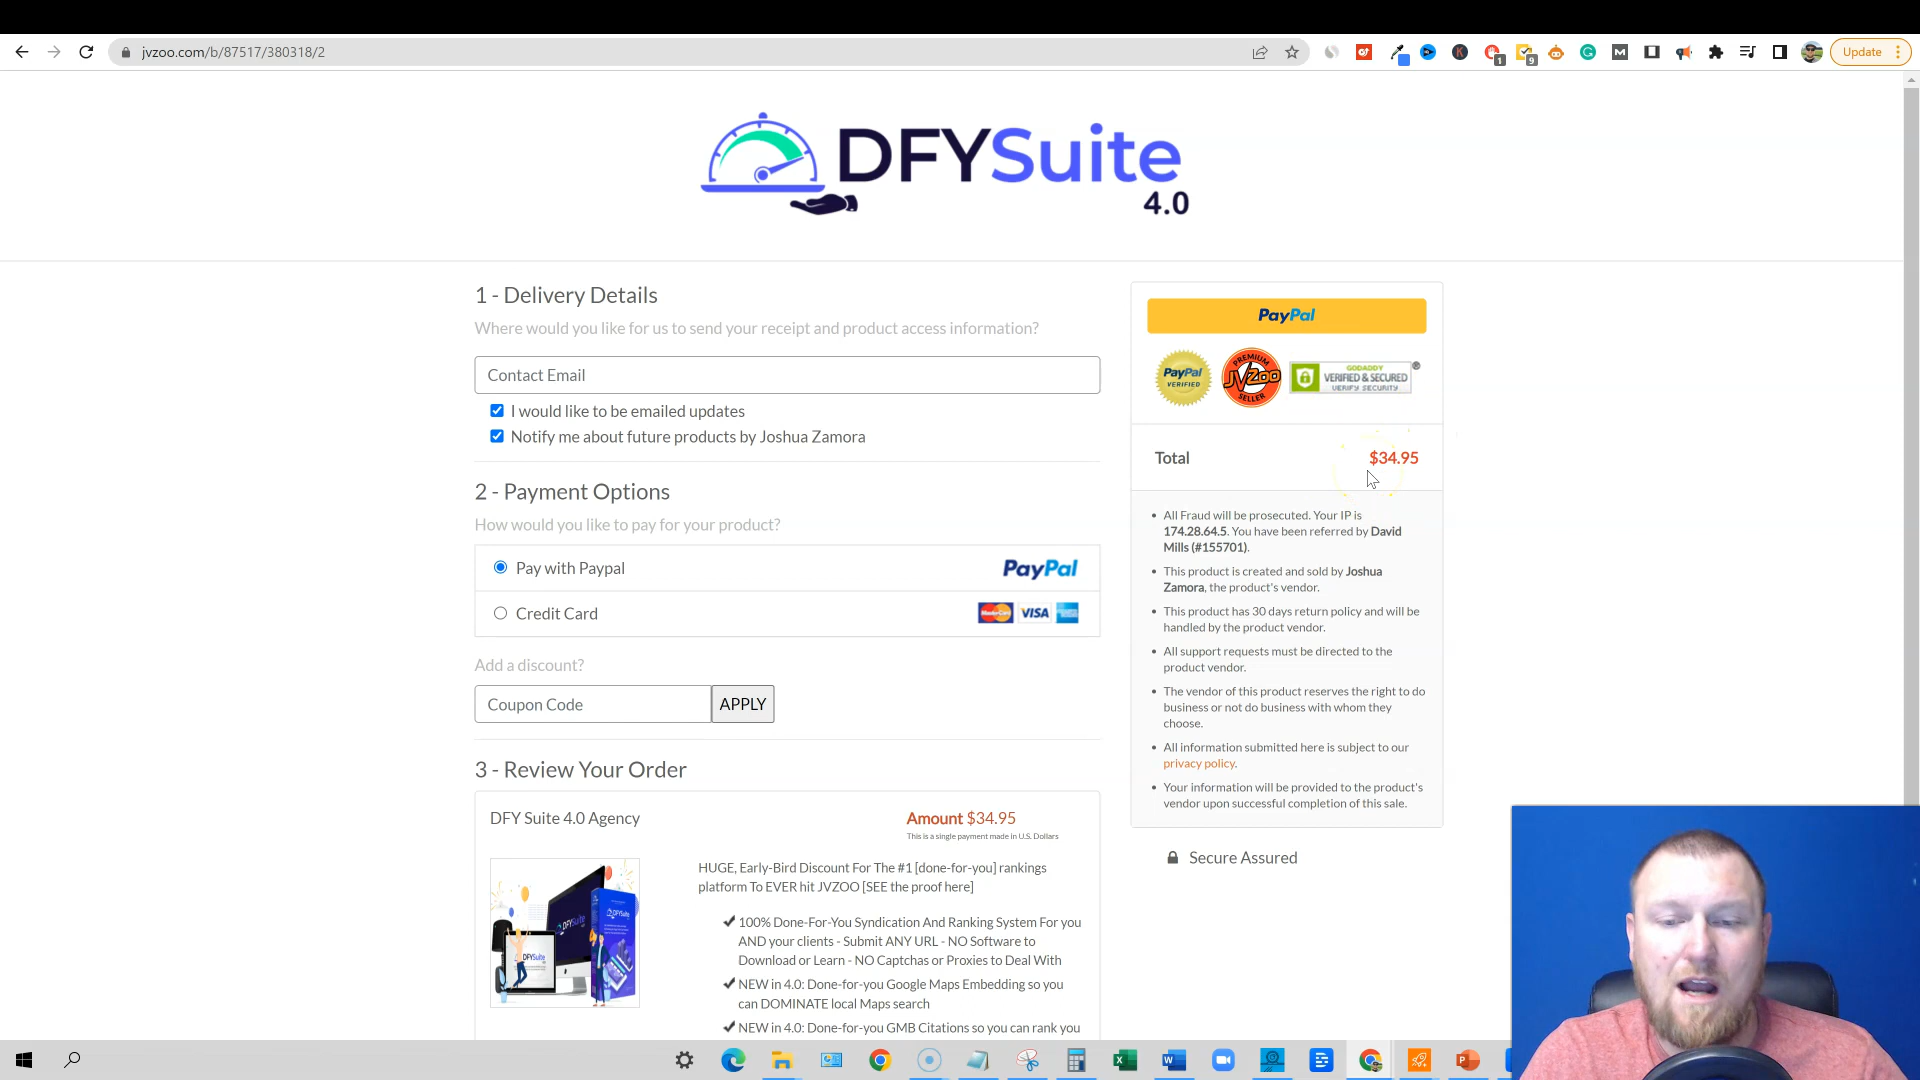 jvzoo.com/b/87517/380318/2
1
9
Update
DFYSuite
4.0
1 - Delivery Details
Where would you like for us to send your receipt and product access information?
Contact Email
I would like to be emailed updates
Notify me about future products by Joshua Zamora
2 - Payment Options
How would you like to pay for your product?
Pay with Paypal
PayPal
Credit Card
MasterCard
VISA
Add a discount?
Coupon Code
APPLY
3 - Review Your Order
DFY Suite 4.0 Agency
Amount $34.95
This is a single payment made in U.S. Dollars
HUGE, Early-Bird Discount For The #1 [done-for-you] rankings
platform To EVER hit JVZOO [SEE the proof here]
100% Done-For-You Syndication And Ranking System For you
AND your clients - Submit ANY URL - NO Software to
Download or Learn - NO Captchas or Proxies to Deal With
NEW in 4.0: Done-for-you Google Maps Embedding so you
can DOMINATE local Maps search
NEW in 4.0: Done-for-you GMB Citations so you can rank you
DFYSuite
DFYSuite
DFYSuite
PayPal
PayPal
VERIFIED
PREMIUM
JVZoo
SELLER
GODADDY
VERIFIED & SECURED
VERIFY SECURITY
®
Total
$34.95
All Fraud will be prosecuted. Your IP is
174.28.64.5. You have been referred by David
Mills (#155701).
This product is created and sold by Joshua
Zamora, the product's vendor.
This product has 30 days return policy and will be
handled by the product vendor.
All support requests must be directed to the
product vendor.
The vendor of this product reserves the right to do
business or not do business with whom they
choose.
All information submitted here is subject to our
privacy policy.
Your information will be provided to the product's
vendor upon successful completion of this sale.
Secure Assured